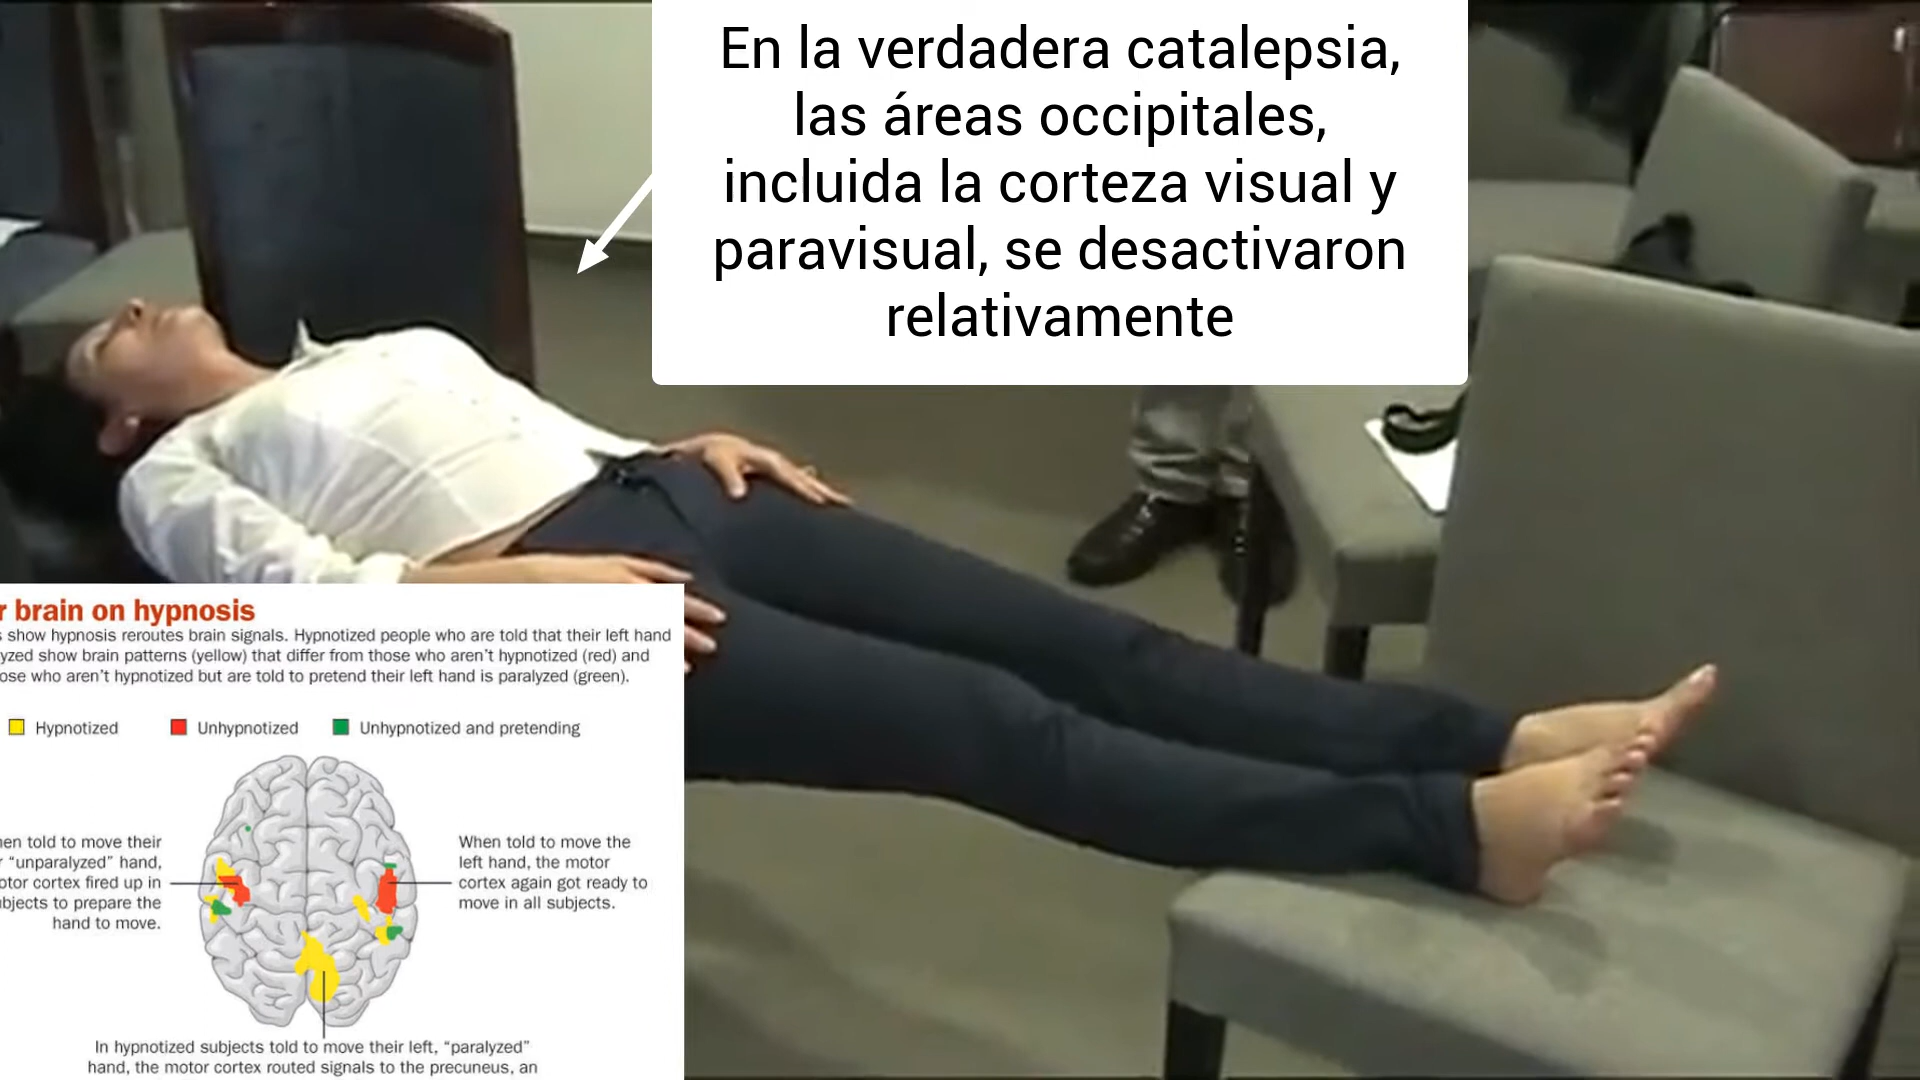 En la verdadera catalepsia,
las áreas occipitales,
incluida la corteza visual y
paravisual, se desactivaron
relativamente
brain on hypnosis
show hypnosis reroutes brain signals. Hypnotized people who are told that their left hand
show brain patterns (yellow) that differ from those who aren't hypnotized (red) and
who aren't hypnotized but are told to pretend their left hand is paralyzed (green).
Hypnotized
Unhypnotized
Unhypnotized and pretending
told to move their
“unparalyzed” hand,
cortex fired up in
to prepare the
hand to move.
When told to move the
left hand, the motor
cortex again got ready to
move in all subjects.
In hypnotized subjects told to move their left, “paralyzed”
hand, the motor cortex routed signals to the precuneus, an